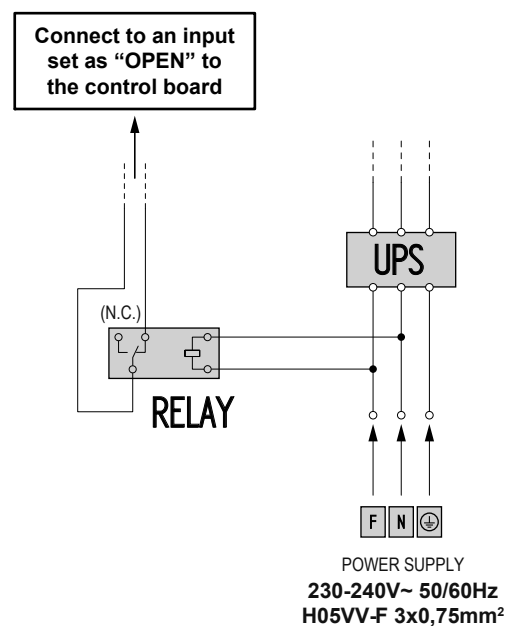 Connect to an input
set as “OPEN” to
the control board
UPS
(N.C.)
RELAY
F N
POWER SUPPLY
230-240V~ 50/60Hz
H05VV-F 3x0,75mm²